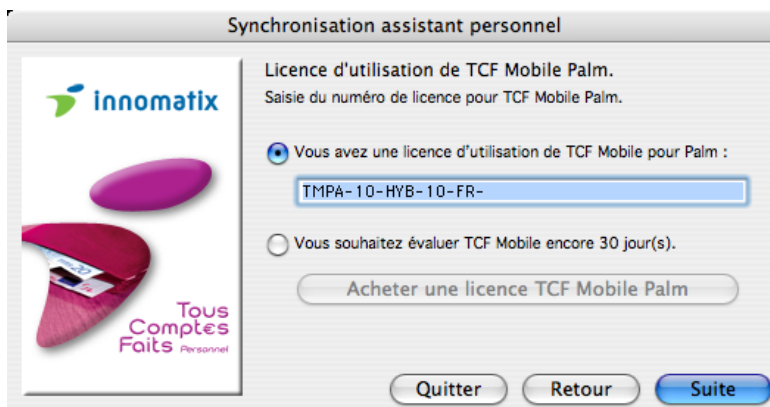 Synchronisation assistant personnel
innomatix
Licence d'utilisation de TCF Mobile Palm.
Saisie du numéro de licence pour TCF Mobile Palm.
Vous avez une licence d'utilisation de TCF Mobile pour Palm :
TMPA-10-HYB-10-FR-
Vous souhaitez évaluer TCF Mobile encore 30 jour(s).
Acheter une licence TCF Mobile Palm
20
Tous
Comptes
Faits Personnel
Quitter
Retour
Suite